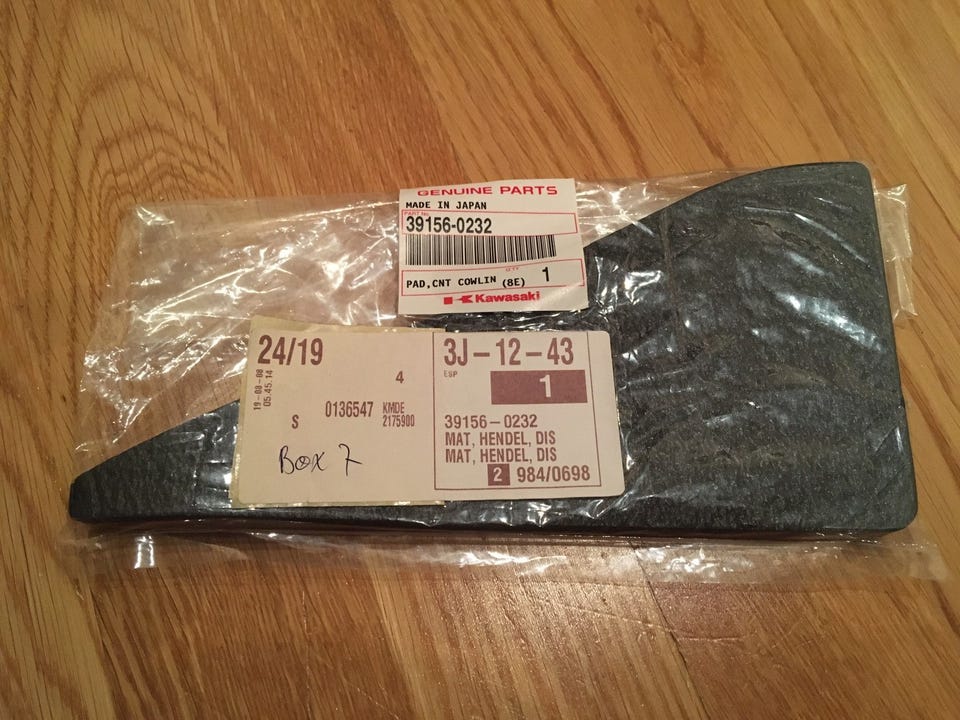 GENUINE PARTS
MADE IN JAPAN
PART No.
39156-0232
QTY 1
PAD,CNT COWLIN (8E)
Kawasaki
24/19
19-08-08
05.45.14
4
S 0136547 KMDE
2175900
Box 7
3J-12-43
ESP
1
39156-0232
MAT, HENDEL, DIS
MAT, HENDEL, DIS
2 984/0698